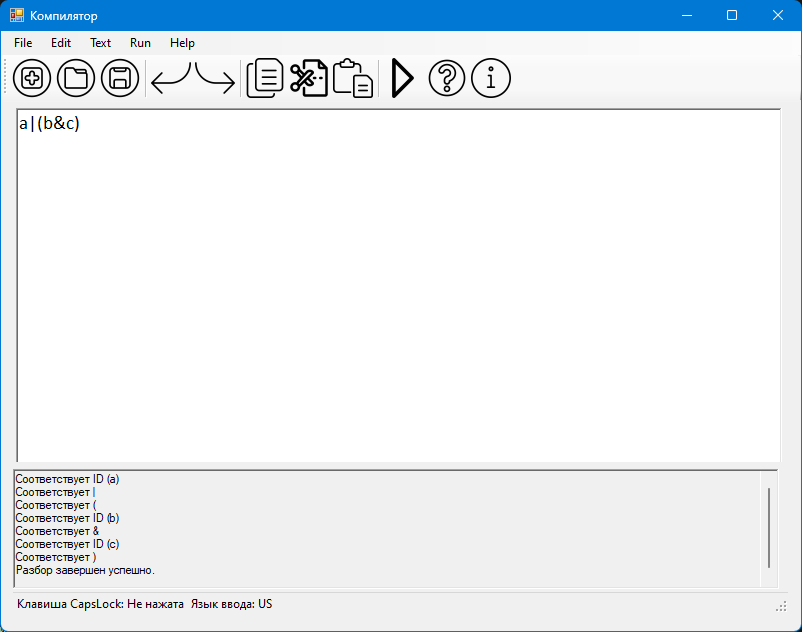 Компилятор
File Edit Text Run Help
a|(b&c)
Соответствует ID (a)
Соответствует |
Соответствует (
Соответствует ID (b)
Соответствует &
Соответствует ID (c)
Соответствует )
Разбор завершен успешно.
Клавиша CapsLock: Не нажата Язык ввода: US